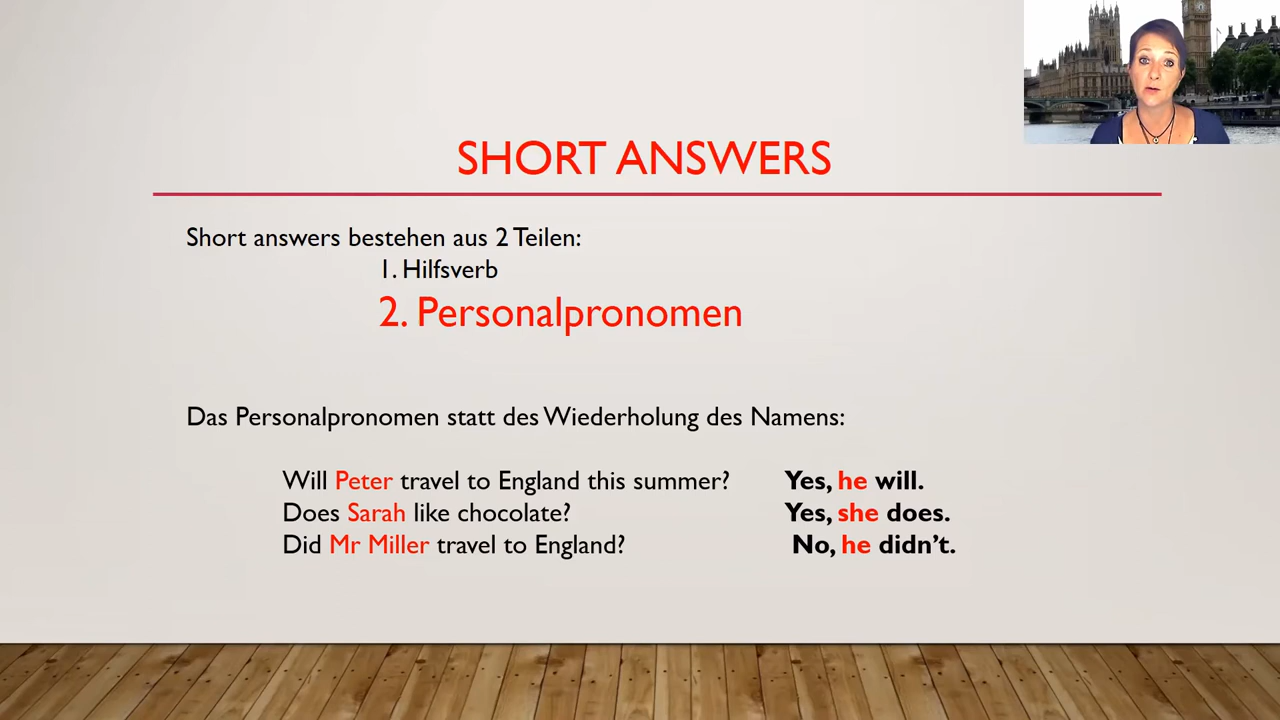 SHORT ANSWERS
Short answers bestehen aus 2 Teilen:
1. Hilfsverb
2. Personalpronomen
Das Personalpronomen statt des Wiederholung des Namens:
Will Peter travel to England this summer? Yes, he will.
Does Sarah like chocolate? Yes, she does.
Did Mr Miller travel to England? No, he didn't.